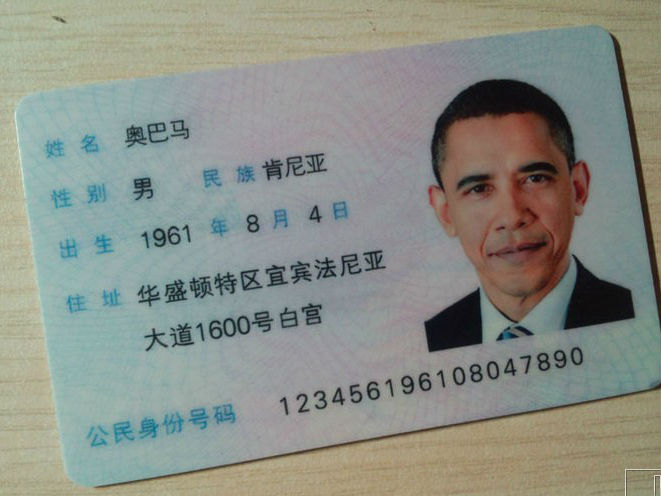 姓名 奥巴马
性别 男 民族 肯尼亚
出生 1961 年 8 月 4 日
住址 华盛顿特区宜宾法尼亚
大道1600号白宫
公民身份号码 123456196108047890